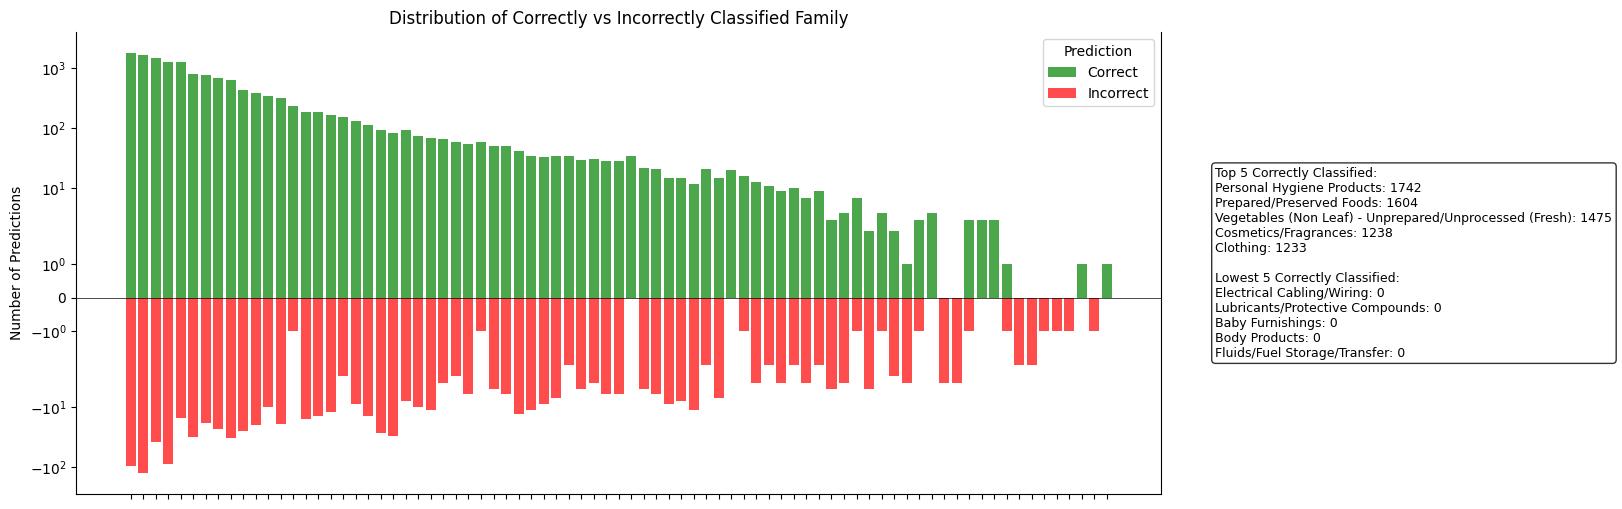 Distribution of Correctly vs Incorrectly Classified Family
Number of Predictions
10³
10²
10¹
10⁰
0
−10⁰
−10¹
−10²
Prediction
Correct
Incorrect
Top 5 Correctly Classified:
Personal Hygiene Products: 1742
Prepared/Preserved Foods: 1604
Vegetables (Non Leaf) - Unprepared/Unprocessed (Fresh): 1475
Cosmetics/Fragrances: 1238
Clothing: 1233
Lowest 5 Correctly Classified:
Electrical Cabling/Wiring: 0
Lubricants/Protective Compounds: 0
Baby Furnishings: 0
Body Products: 0
Fluids/Fuel Storage/Transfer: 0